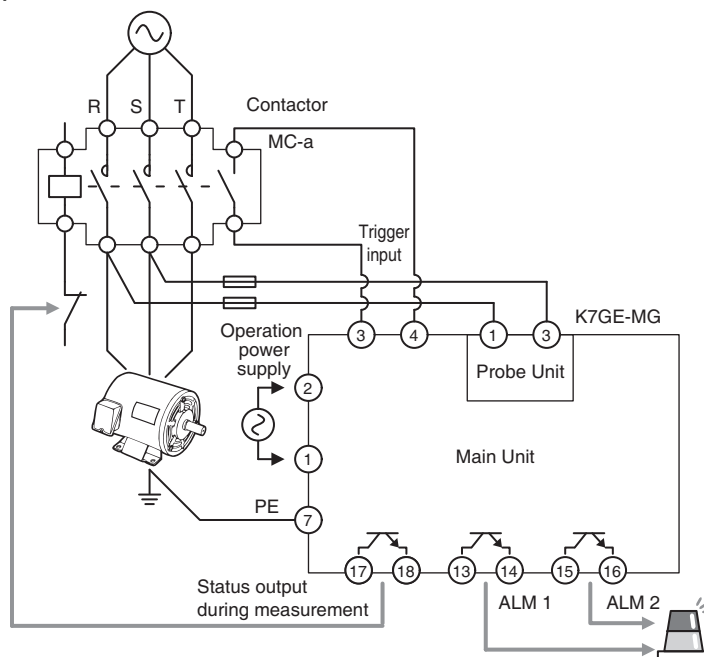 R S T
Contactor
MC-a
Trigger
input
K7GE-MG
3 4 1 3
Operation
power
supply
Probe Unit
2
1
Main Unit
PE
7
17 18 13 14 15 16
Status output
during measurement
ALM 1
ALM 2